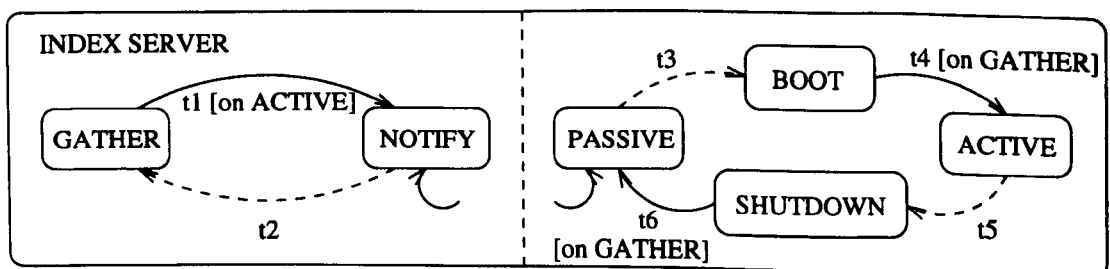 INDEX SERVER
t1 [on ACTIVE]
GATHER
NOTIFY
t2
t3
BOOT
t4 [on GATHER]
PASSIVE
ACTIVE
SHUTDOWN
t6
[on GATHER]
t5